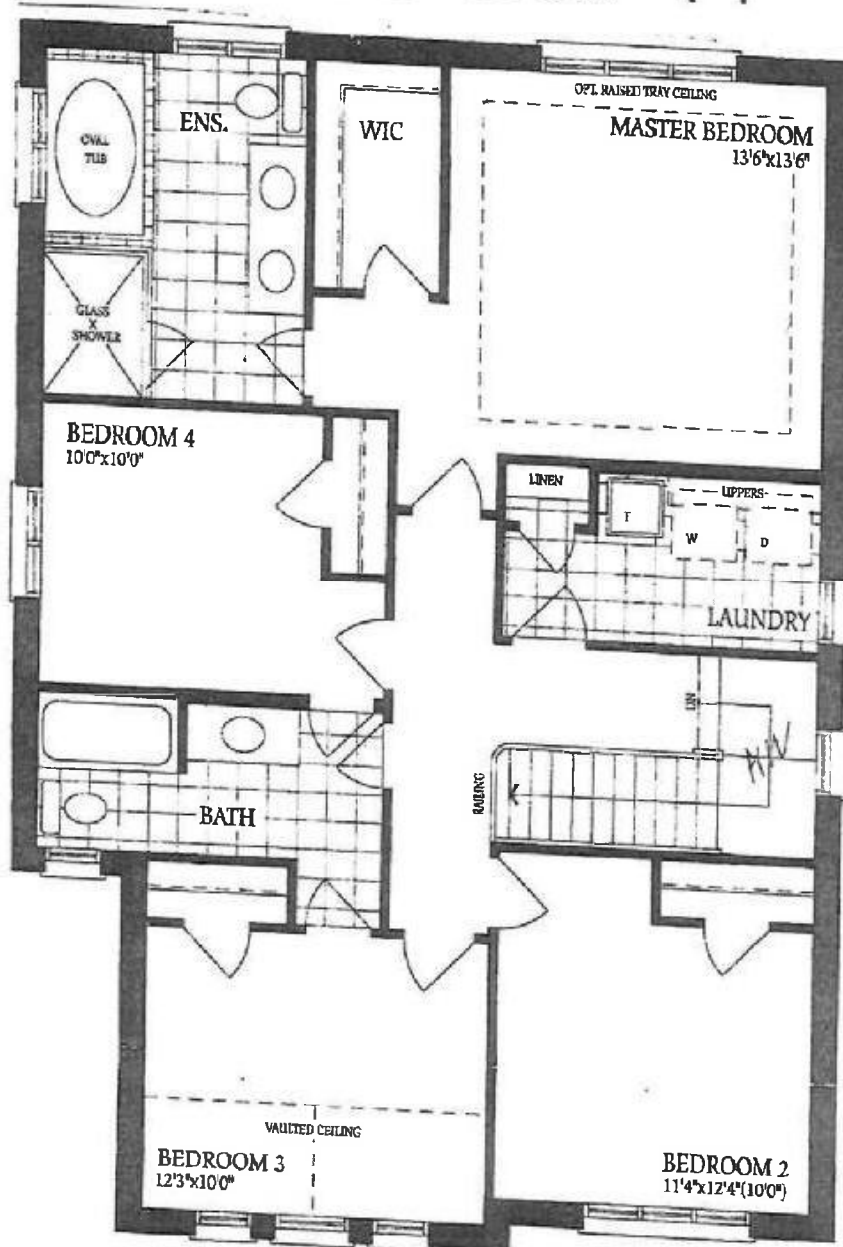 OPT. RAISED TRAY CEILING
MASTER BEDROOM
13'6"x13'6"
ENS.
WIC
OVAL
TUB
GLASS
SHOWER
BEDROOM 4
10'0"x10'0"
LINEN
UPPERS
W
D
LAUNDRY
DN
RAILING
BATH
VAULTED CEILING
BEDROOM 3
12'3"x10'0"
BEDROOM 2
11'4"x12'4"(10'0")